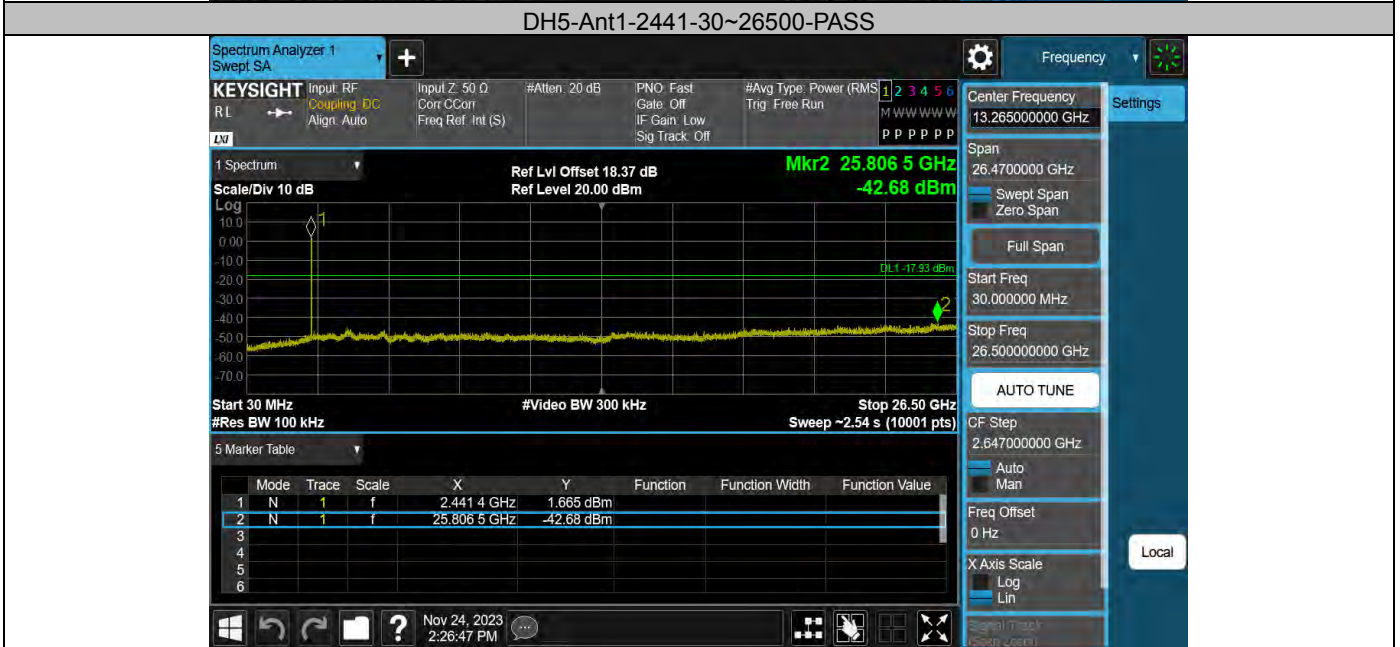 DH5-Ant1-2441-30~26500-PASS
Spectrum Analyzer 1
Swept SA
+
Frequency
KEYSIGHT
RL
LXI
Input: RF
Coupling: DC
Align: Auto
Input Z: 50 Ω
Corr CCorr
Freq Ref: Int (S)
#Atten: 20 dB
PNO: Fast
Gate: Off
IF Gain: Low
Sig Track: Off
#Avg Type: Power (RMS
Trig: Free Run
1 2 3 4 5 6
M W W W W W
P P P P P P
Center Frequency
13.265000000 GHz
Settings
Span
26.4700000 GHz
Swept Span
Zero Span
Full Span
Start Freq
30.000000 MHz
Stop Freq
26.500000000 GHz
AUTO TUNE
CF Step
2.647000000 GHz
Auto
Man
Freq Offset
0 Hz
X Axis Scale
Log
Lin
Signal Track
(Span Zoom)
Local
1 Spectrum
Scale/Div 10 dB
Log
Ref Lvl Offset 18.37 dB
Ref Level 20.00 dBm
Mkr2 25.806 5 GHz
-42.68 dBm
10.0
0.00
-10.0
-20.0
-30.0
-40.0
-50.0
-60.0
-70.0
1
DL1 -17.93 dBm
2
Start 30 MHz
#Video BW 300 kHz
Stop 26.50 GHz
#Res BW 100 kHz
Sweep ~2.54 s (10001 pts)
5 Marker Table
Mode Trace Scale X Y Function Function Width Function Value
1 N 1 f 2.441 4 GHz 1.665 dBm
2 N 1 f 25.806 5 GHz -42.68 dBm
3
4
5
6
?
Nov 24, 2023
2:26:47 PM